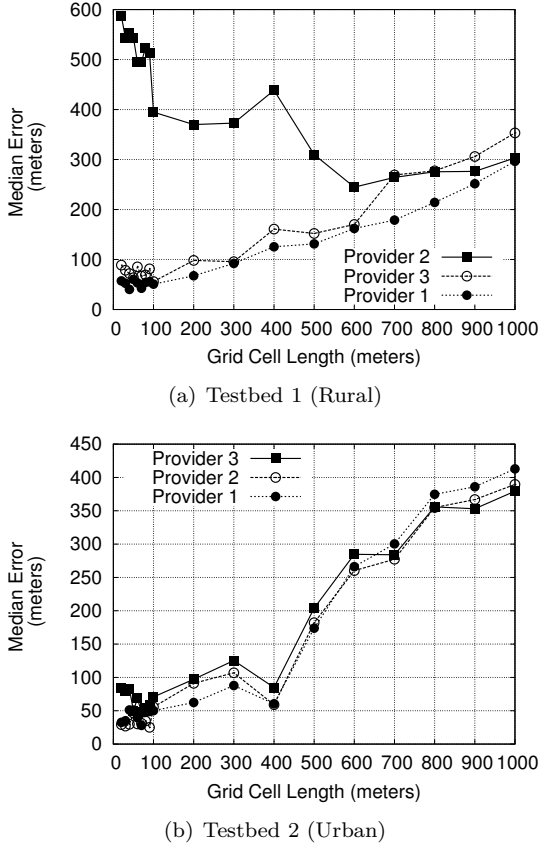 600
500
400
300
200
100
0
Median Error
(meters)
Provider 2
Provider 3
Provider 1
0 100 200 300 400 500 600 700 800 900 1000
Grid Cell Length (meters)
(a) Testbed 1 (Rural)
450
400
350
300
250
200
150
100
50
0
Median Error
(meters)
Provider 3
Provider 2
Provider 1
0 100 200 300 400 500 600 700 800 900 1000
Grid Cell Length (meters)
(b) Testbed 2 (Urban)